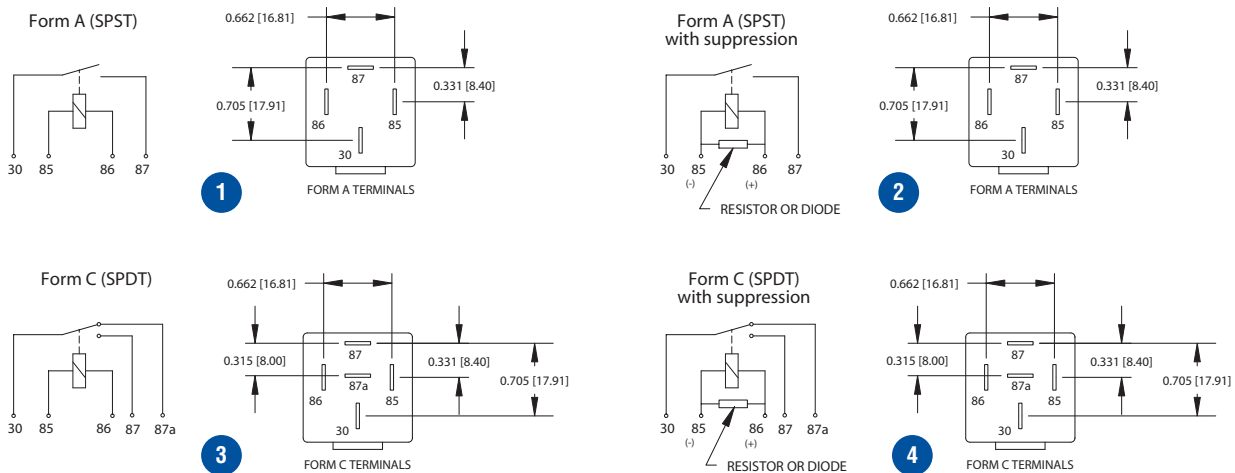 Form A (SPST)
30 85 86 87
0.662 [16.81]
0.705 [17.91]
0.331 [8.40]
87
86
85
30
1
FORM A TERMINALS
Form A (SPST)
with suppression
30 85 86 87
(-) (+)
RESISTOR OR DIODE
0.662 [16.81]
0.705 [17.91]
0.331 [8.40]
87
86
85
30
2
FORM A TERMINALS
Form C (SPDT)
30 85 86 87 87a
0.662 [16.81]
0.315 [8.00]
0.331 [8.40]
0.705 [17.91]
87
87a
86
85
30
3
FORM C TERMINALS
Form C (SPDT)
with suppression
30 85 86 87 87a
(-) (+)
RESISTOR OR DIODE
0.662 [16.81]
0.315 [8.00]
0.331 [8.40]
0.705 [17.91]
87
87a
86
85
30
4
FORM C TERMINALS